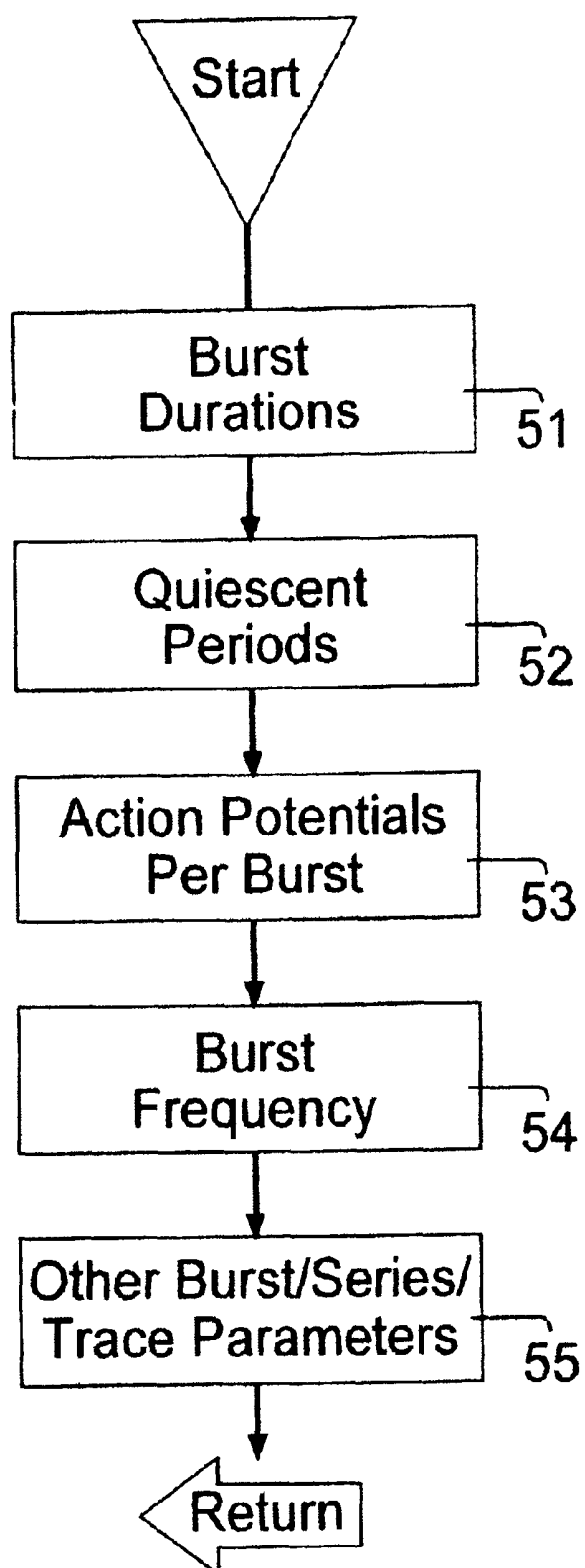 Start
Burst
Durations
51
Quiescent
Periods
52
Action Potentials
Per Burst
53
Burst
Frequency
54
Other Burst/Series/
Trace Parameters
55
Return